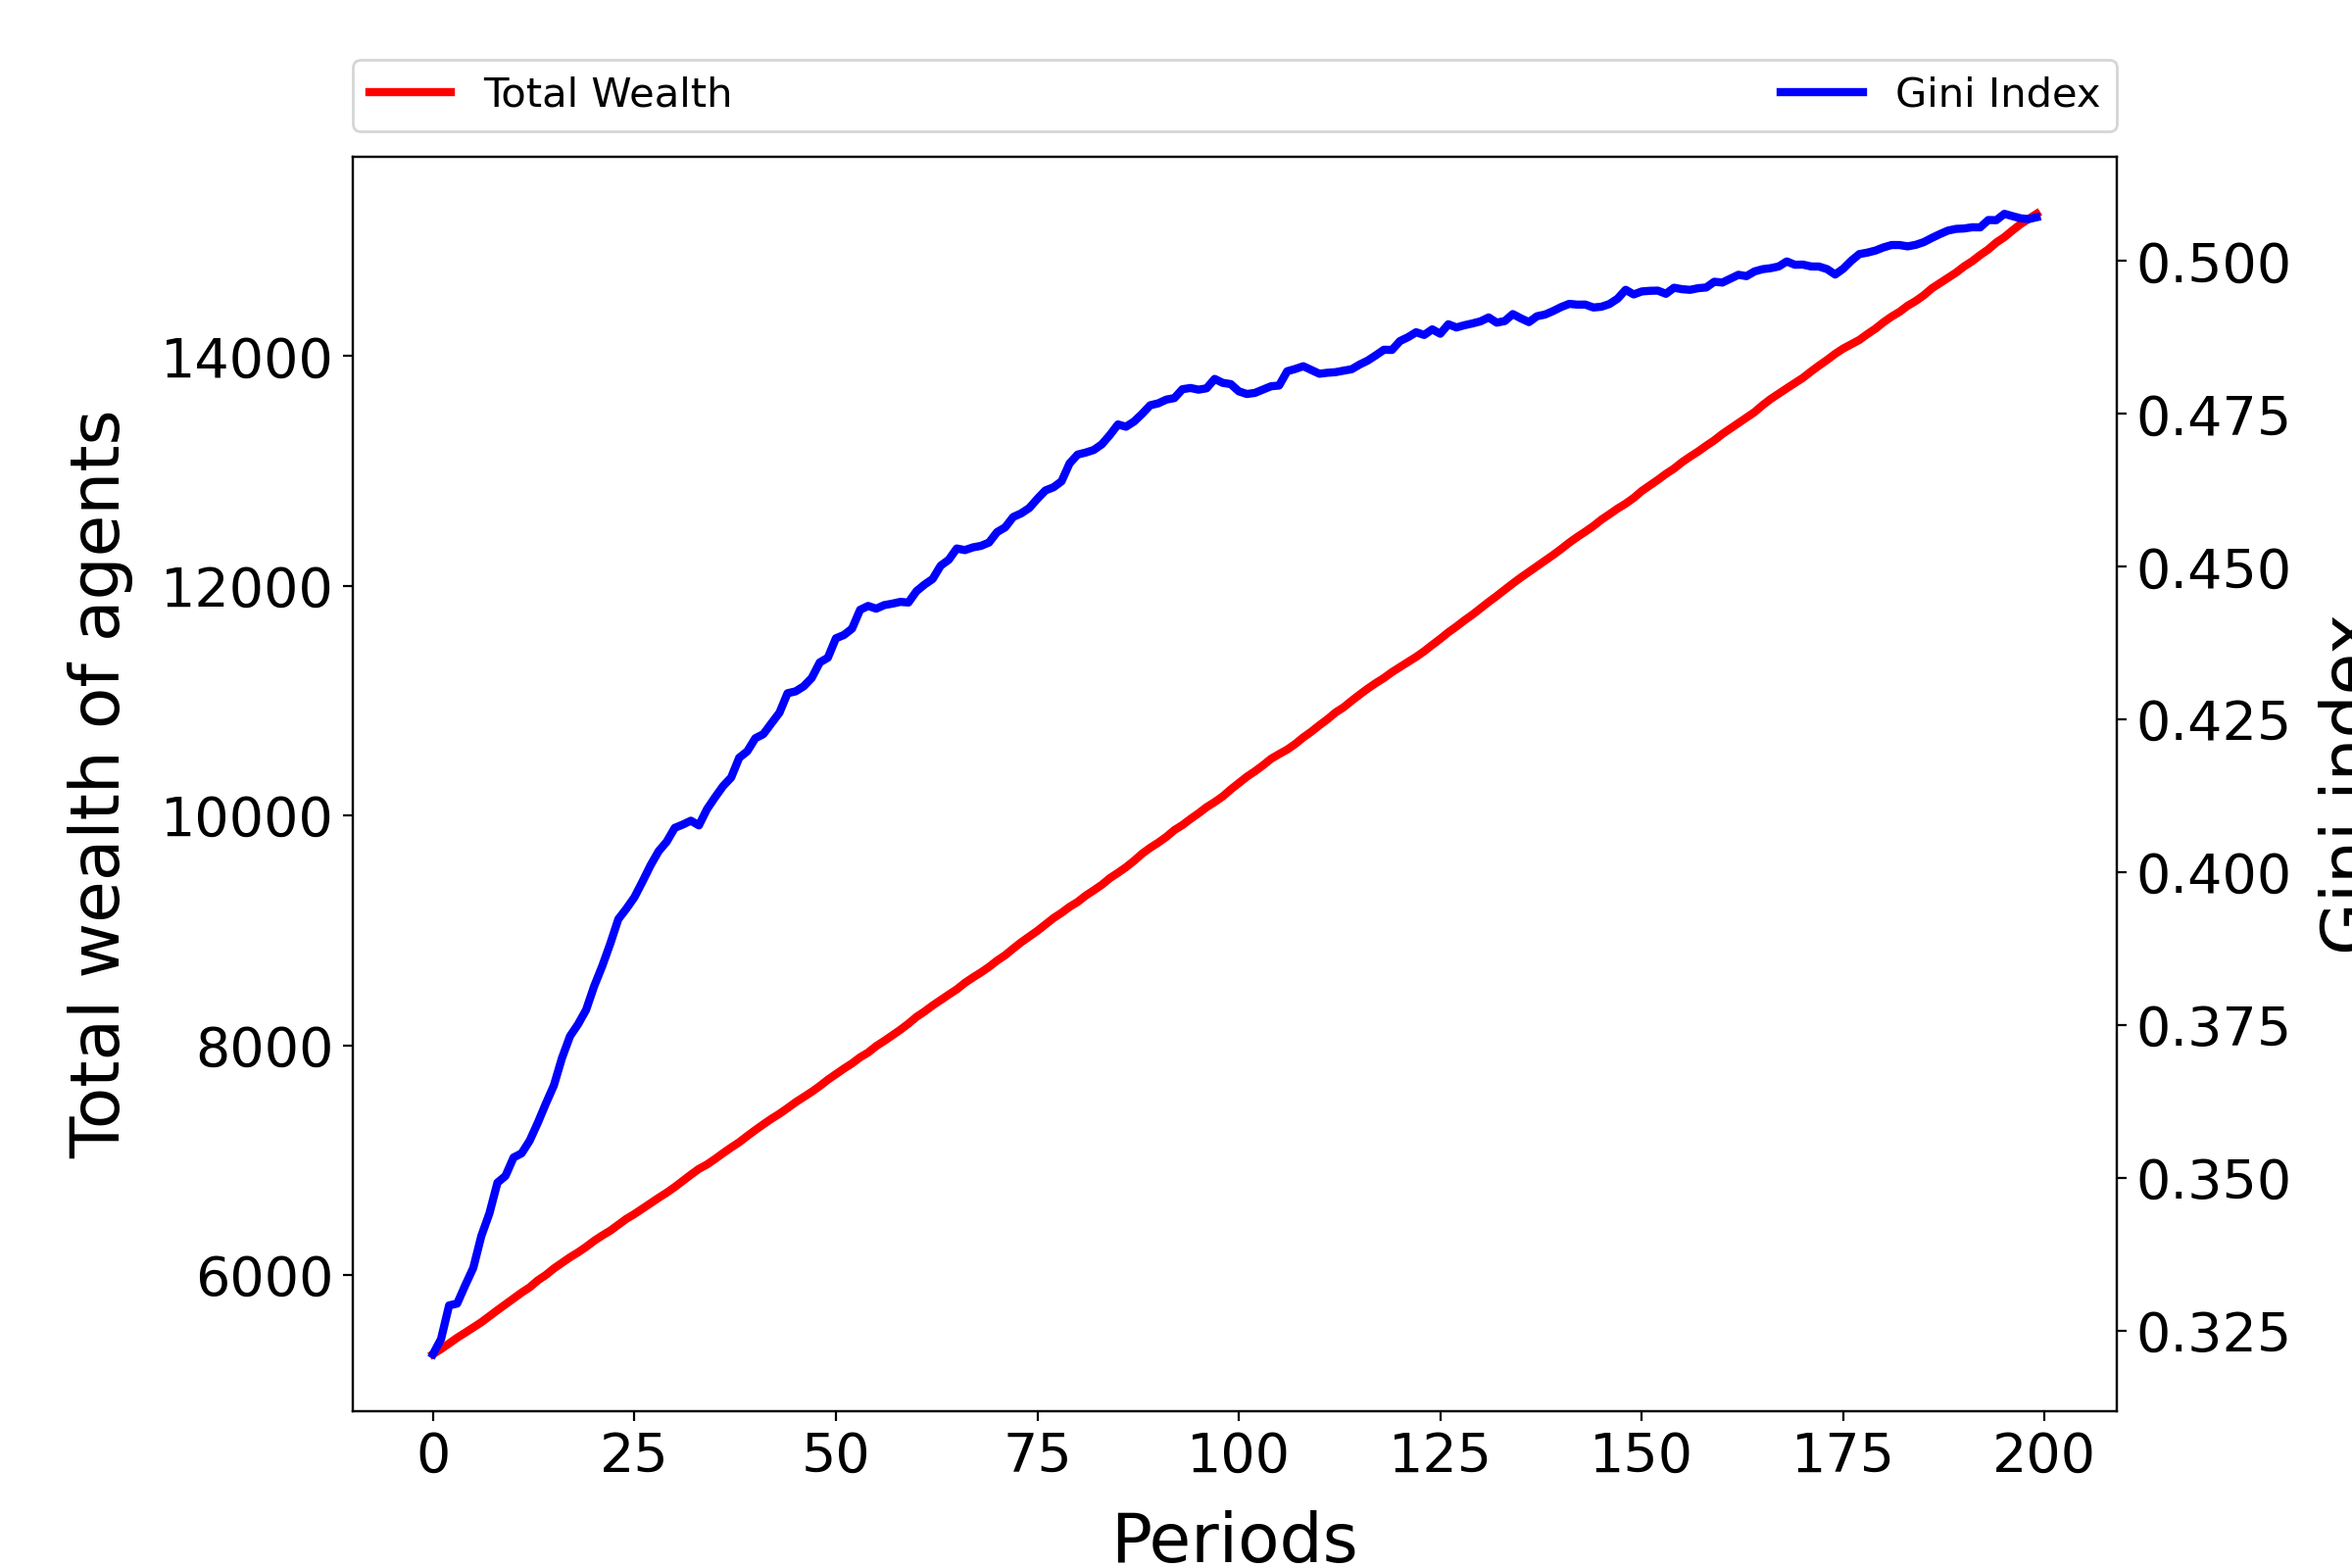 Total Wealth
Gini Index
Total wealth of agents
14000
12000
10000
8000
6000
0.500
0.475
0.450
0.425
0.400
0.375
0.350
0.325
Gini index
0 25 50 75 100 125 150 175 200
Periods